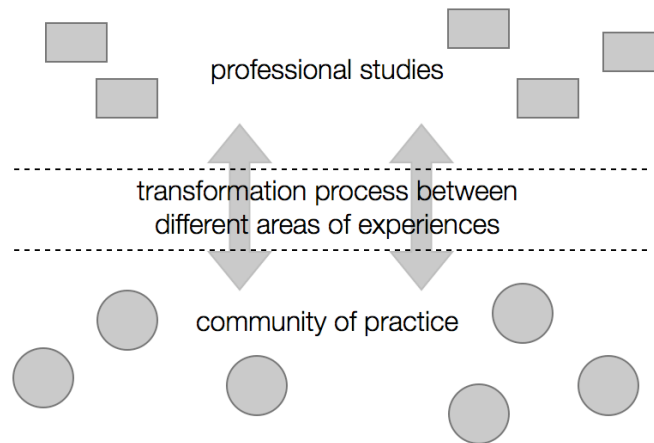 professional studies
transformation process between
different areas of experiences
community of practice